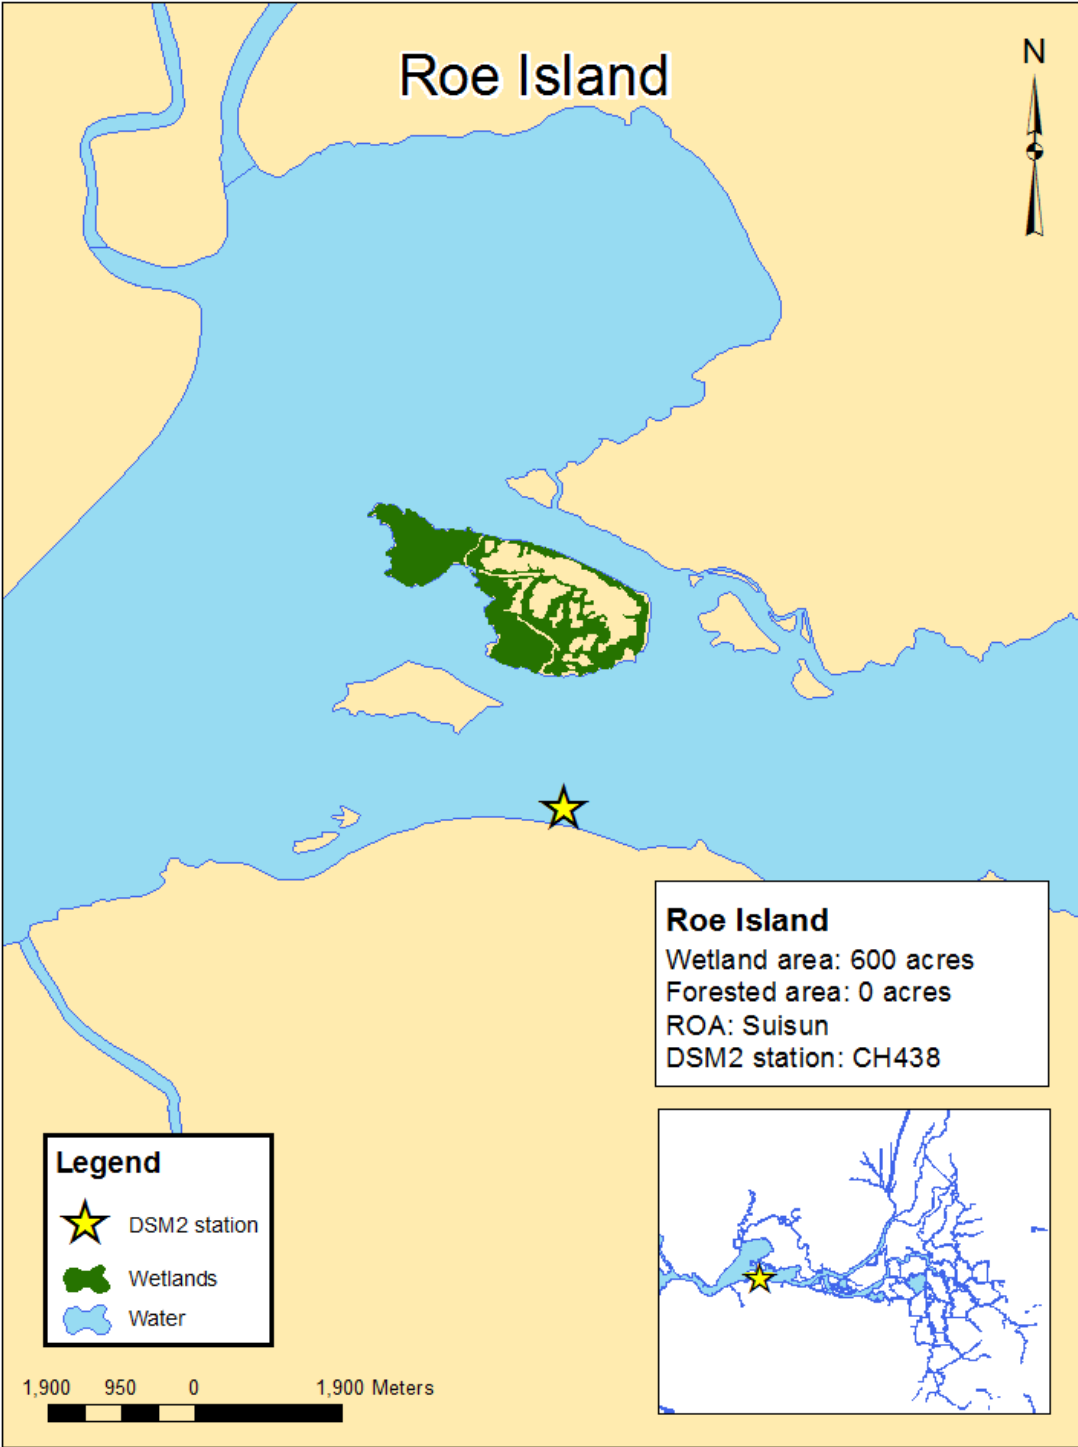 Roe Island
N
Roe Island
Wetland area: 600 acres
Forested area: 0 acres
ROA: Suisun
DSM2 station: CH438
Legend
DSM2 station
Wetlands
Water
1,900 950 0 1,900 Meters